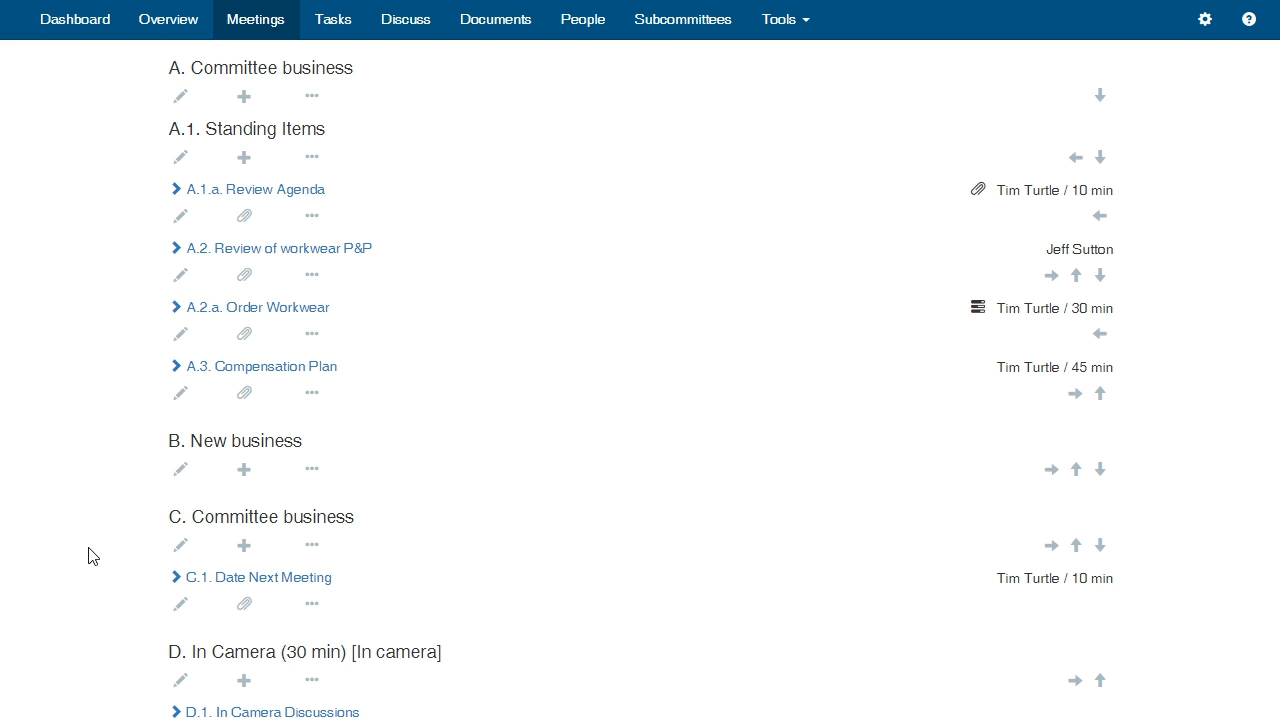 Dashboard Overview Meetings Tasks Discuss Documents People Subcommittees Tools
A. Committee business
A.1. Standing Items
A.1.a. Review Agenda Tim Turtle / 10 min
A.2. Review of workwear P&P Jeff Sutton
A.2.a. Order Workwear Tim Turtle / 30 min
A.3. Compensation Plan Tim Turtle / 45 min
B. New business
C. Committee business
C.1. Date Next Meeting Tim Turtle / 10 min
D. In Camera (30 min) [In camera]
D.1. In Camera Discussions